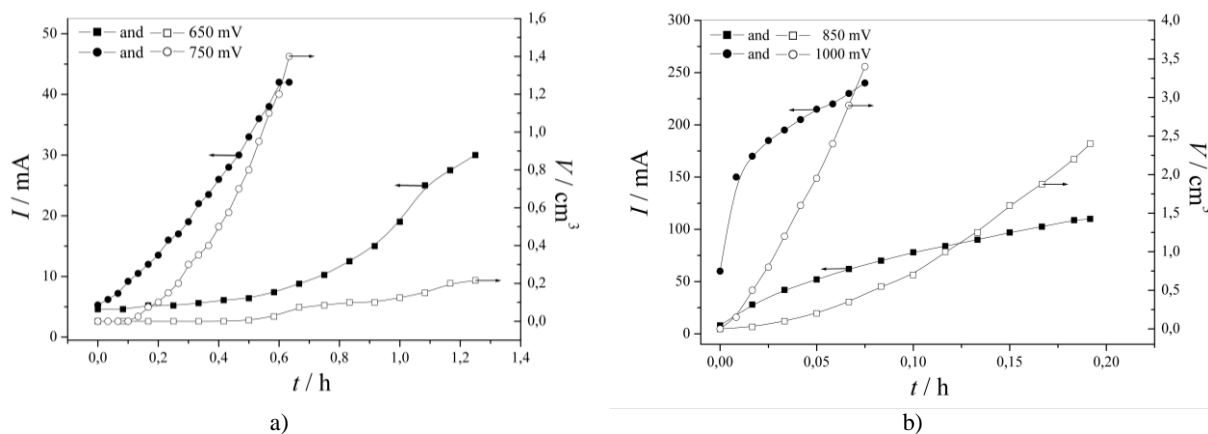 ■ and □ 650 mV
● and ○ 750 mV
50
40
30
20
10
0
I / mA
1,6
1,4
1,2
1,0
0,8
0,6
0,4
0,2
0,0
V / cm³
0,0 0,2 0,4 0,6 0,8 1,0 1,2 1,4
t / h
a)
■ and □ 850 mV
● and ○ 1000 mV
300
250
200
150
100
50
0
I / mA
4,0
3,5
3,0
2,5
2,0
1,5
1,0
0,5
0,0
V / cm³
0,00 0,05 0,10 0,15 0,20
t / h
b)